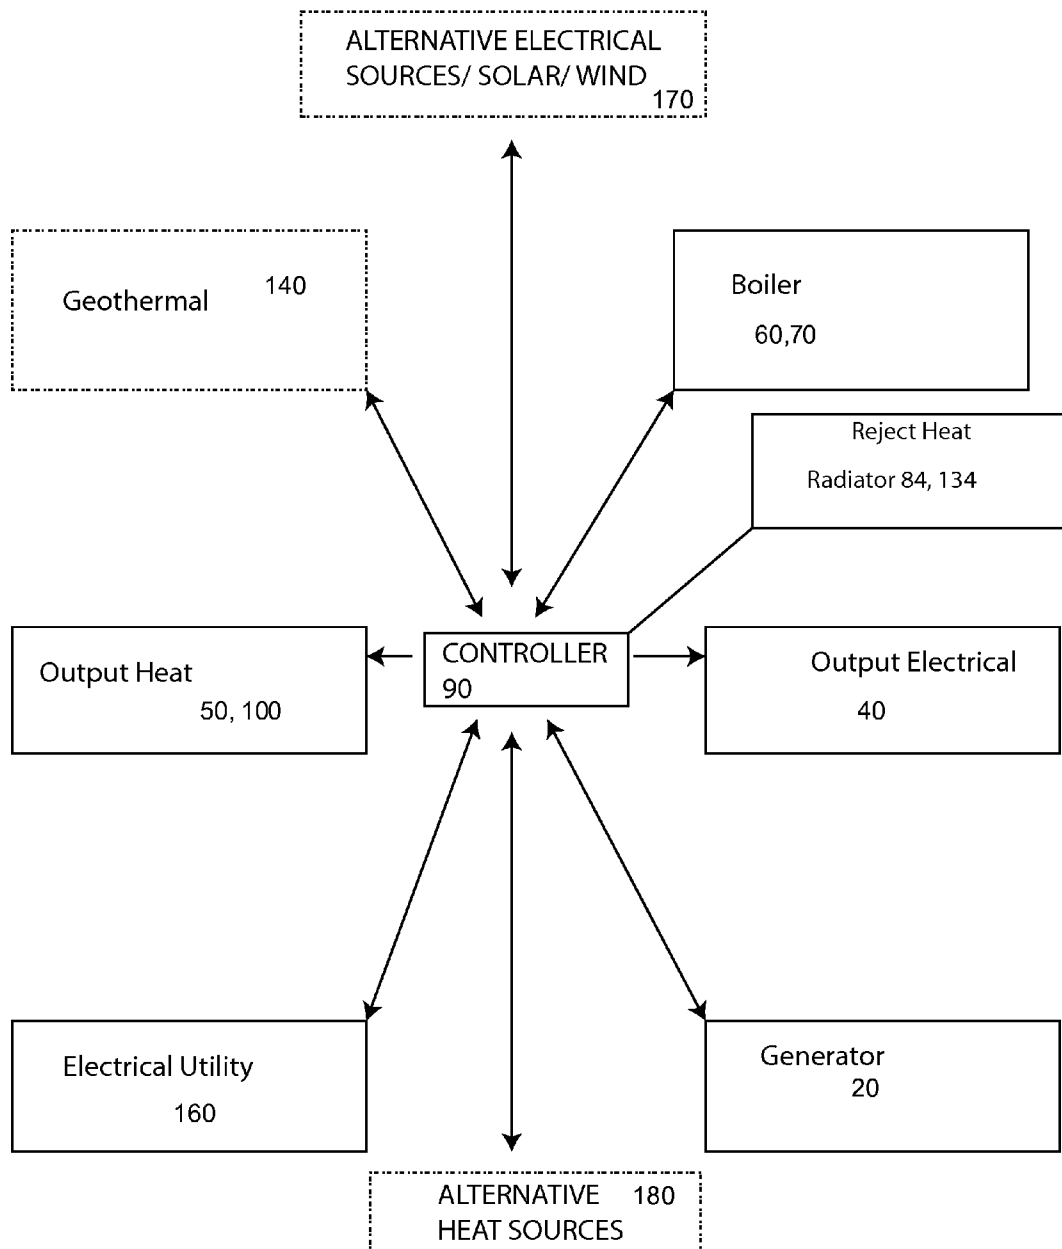 ALTERNATIVE ELECTRICAL
SOURCES/ SOLAR/ WIND
170
Geothermal 140
Boiler
60,70
Reject Heat
Radiator 84, 134
Output Heat
50, 100
CONTROLLER
90
Output Electrical
40
Electrical Utility
160
Generator
20
ALTERNATIVE 180
HEAT SOURCES